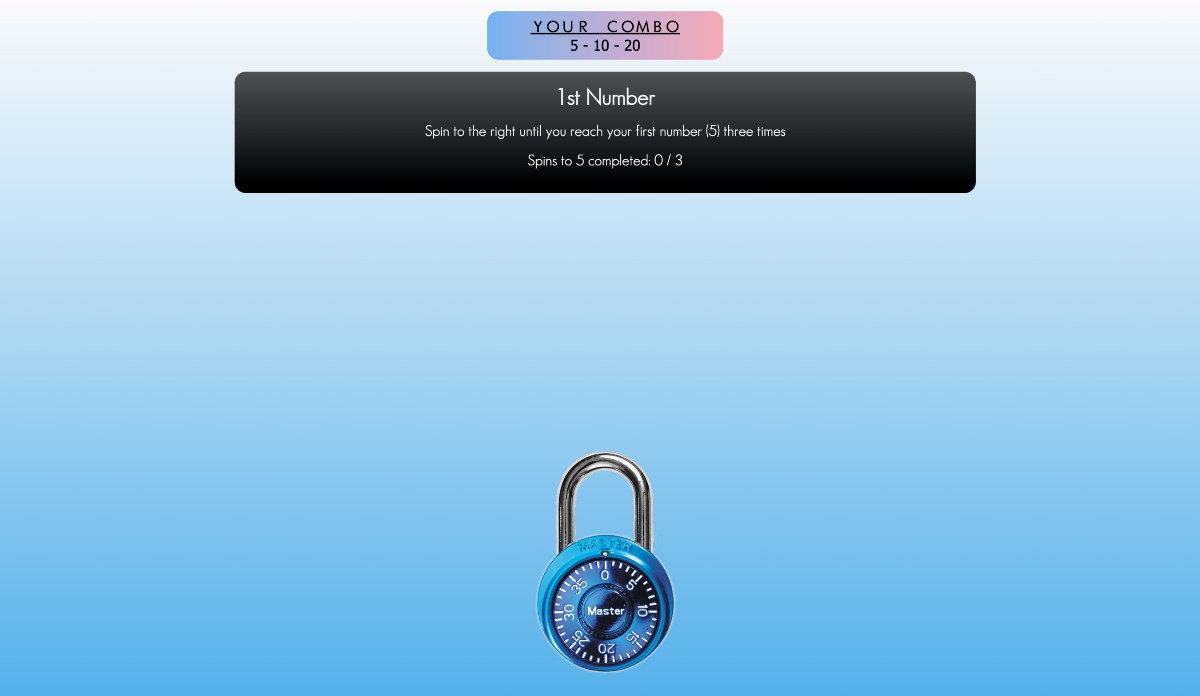 YOUR COMBO
5 - 10 - 20
1st Number
Spin to the right until you reach your first number (5) three times
Spins to 5 completed: 0 / 3
MASTER
0
5
10
15
20
25
30
35
Master